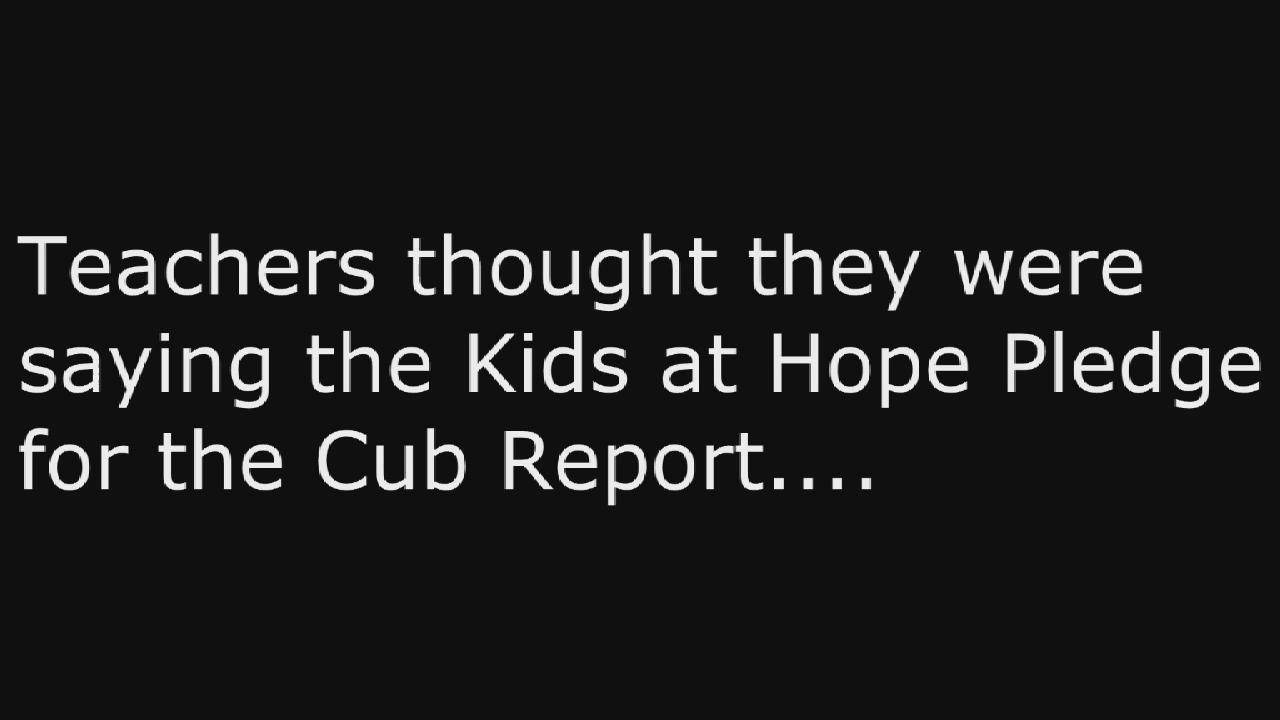 Teachers thought they were
saying the Kids at Hope Pledge
for the Cub Report....